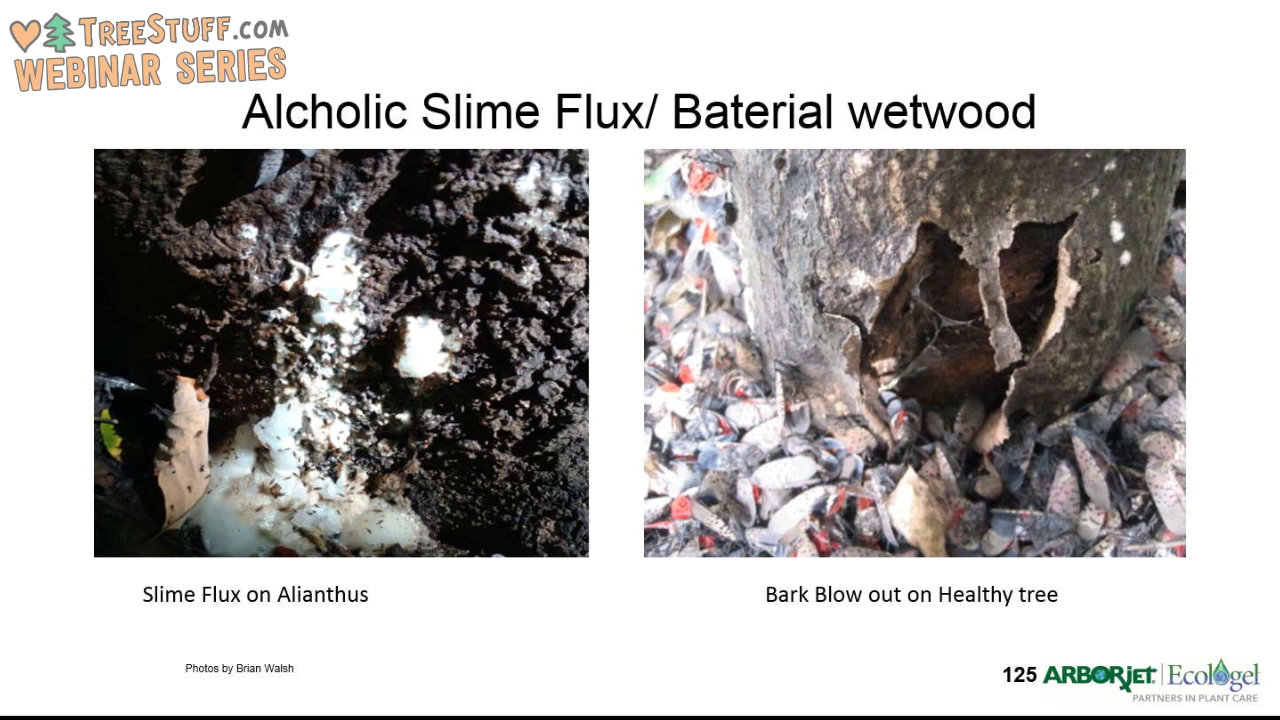 TREESTUFF.COM
WEBINAR SERIES
Alcholic Slime Flux/ Baterial wetwood
Slime Flux on Alianthus
Bark Blow out on Healthy tree
Photos by Brian Walsh
125 ARBORjET Ecologel
PARTNERS IN PLANT CARE